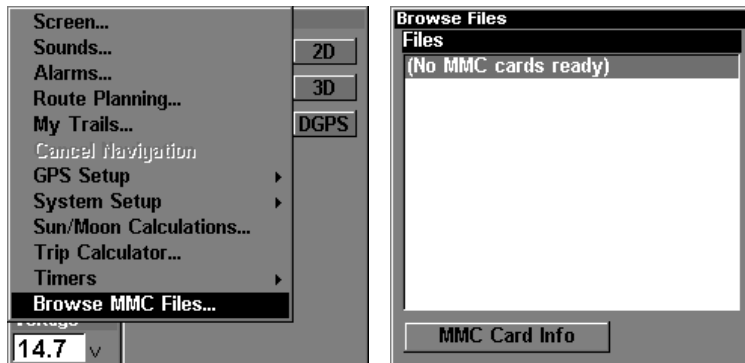 Screen...
Sounds...
Alarms...
Route Planning...
My Trails...
Cancel Navigation
GPS Setup
System Setup
Sun/Moon Calculations...
Trip Calculator...
Timers
Browse MMC Files...
2D
3D
DGPS
14.7 v
Browse Files
Files
(No MMC cards ready)
MMC Card Info